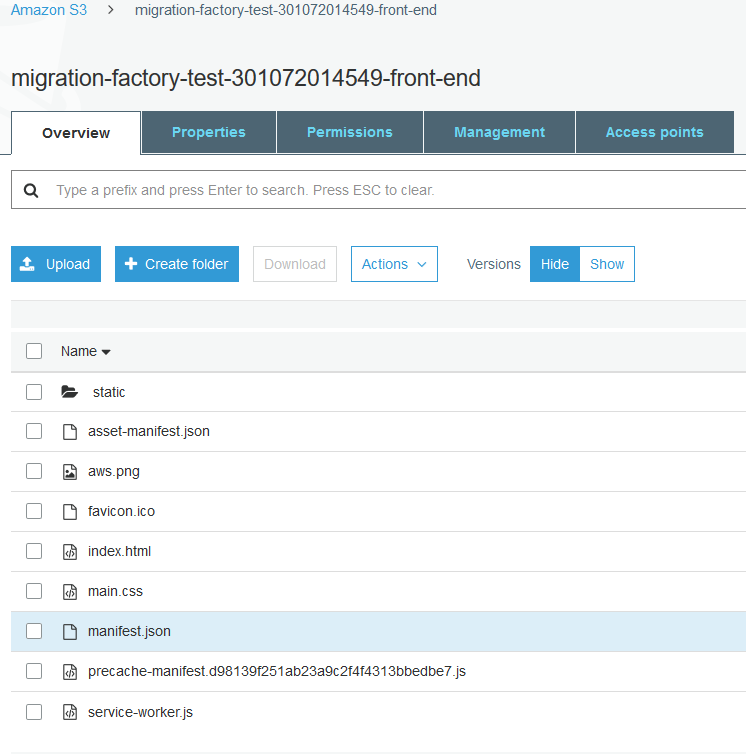 Amazon S3 > migration-factory-test-301072014549-front-end
migration-factory-test-301072014549-front-end
Overview Properties Permissions Management Access points
Type a prefix and press Enter to search. Press ESC to clear.
Upload + Create folder Download Actions Versions Hide Show
Name
static
asset-manifest.json
aws.png
favicon.ico
index.html
main.css
manifest.json
precache-manifest.d98139f251ab23a9c2f4f4313bbedbe7.js
service-worker.js